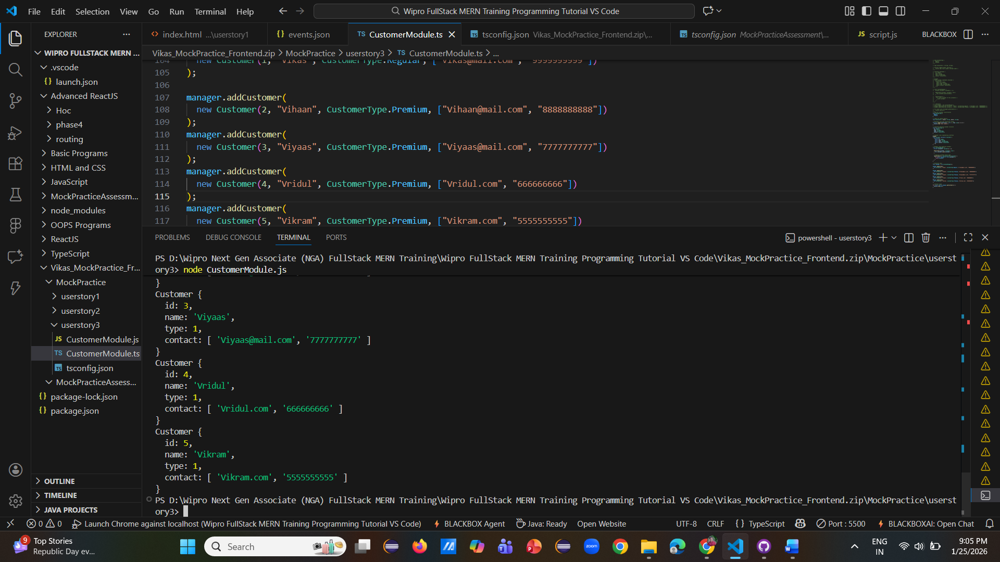 File Edit Selection View Go Run Terminal Help
Wipro FullStack MERN Training Programming Tutorial VS Code
EXPLORER
index.html ...\userstory1
events.json
CustomerModule.ts
tsconfig.json Vikas_MockPractice_Frontend.zip\...
tsconfig.json MockPracticeAssessment\...
script.js
BLACKBOX
WIPRO FULLSTACK MERN ...
.vscode
launch.json
Advanced ReactJS
Hoc
phase4
routing
Basic Programs
HTML and CSS
JavaScript
MockPracticeAssessm...
node_modules
OOPS Programs
ReactJS
TypeScript
Vikas_MockPractice_Fr...
MockPractice
userstory1
userstory2
userstory3
CustomerModule.js
CustomerModule.ts
tsconfig.json
MockPracticeAssess...
package-lock.json
package.json
OUTLINE
TIMELINE
JAVA PROJECTS
Vikas_MockPractice_Frontend.zip > MockPractice > userstory3 > TS CustomerModule.ts > ...
104 new Customer(1, "Vikas", CustomerType.Regular, ["Vikas@mail.com", "9999999999"])
105 );
106
107 manager.addCustomer(
108 new Customer(2, "Vihaan", CustomerType.Premium, ["Vihaan@mail.com", "8888888888"])
109 );
110 manager.addCustomer(
111 new Customer(3, "Viyaas", CustomerType.Premium, ["Viyaas@mail.com", "7777777777"])
112 );
113 manager.addCustomer(
114 new Customer(4, "Vridul", CustomerType.Premium, ["Vridul.com", "666666666"])
115 );
116 manager.addCustomer(
117 new Customer(5, "Vikram", CustomerType.Premium, ["Vikram.com", "5555555555"])
PROBLEMS DEBUG CONSOLE TERMINAL PORTS
powershell - userstory3
PS D:\Wipro Next Gen Associate (NGA) FullStack MERN Training\Wipro FullStack MERN Training Programming Tutorial VS Code\Vikas_MockPractice_Frontend.zip\MockPractice\userst
ory3> node CustomerModule.js
}
Customer {
id: 3,
name: 'Viyaas',
type: 1,
contact: [ 'Viyaas@mail.com', '7777777777' ]
}
Customer {
id: 4,
name: 'Vridul',
type: 1,
contact: [ 'Vridul.com', '666666666' ]
}
Customer {
id: 5,
name: 'Vikram',
type: 1,
contact: [ 'Vikram.com', '5555555555' ]
}
PS D:\Wipro Next Gen Associate (NGA) FullStack MERN Training\Wipro FullStack MERN Training Programming Tutorial VS Code\Vikas_MockPractice_Frontend.zip\MockPractice\userst
ory3>
0 0 Launch Chrome against localhost (Wipro FullStack MERN Training Programming Tutorial VS Code) BLACKBOX Agent Java: Ready Open Website UTF-8 CRLF {} TypeScript Port : 5500 BLACKBOXAI: Open Chat
9 Top Stories
Republic Day ev...
Search
zoom
ENG
IN
9:05 PM
1/25/2026